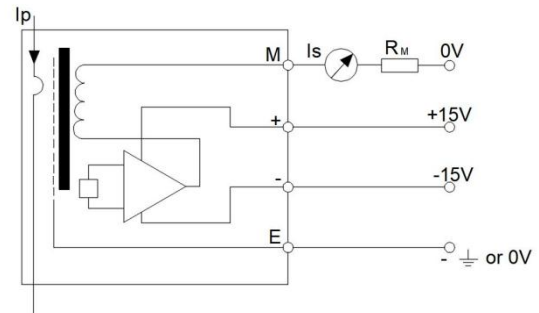 Ip
M Is RM 0V
+ +15V
- -15V
E - or 0V